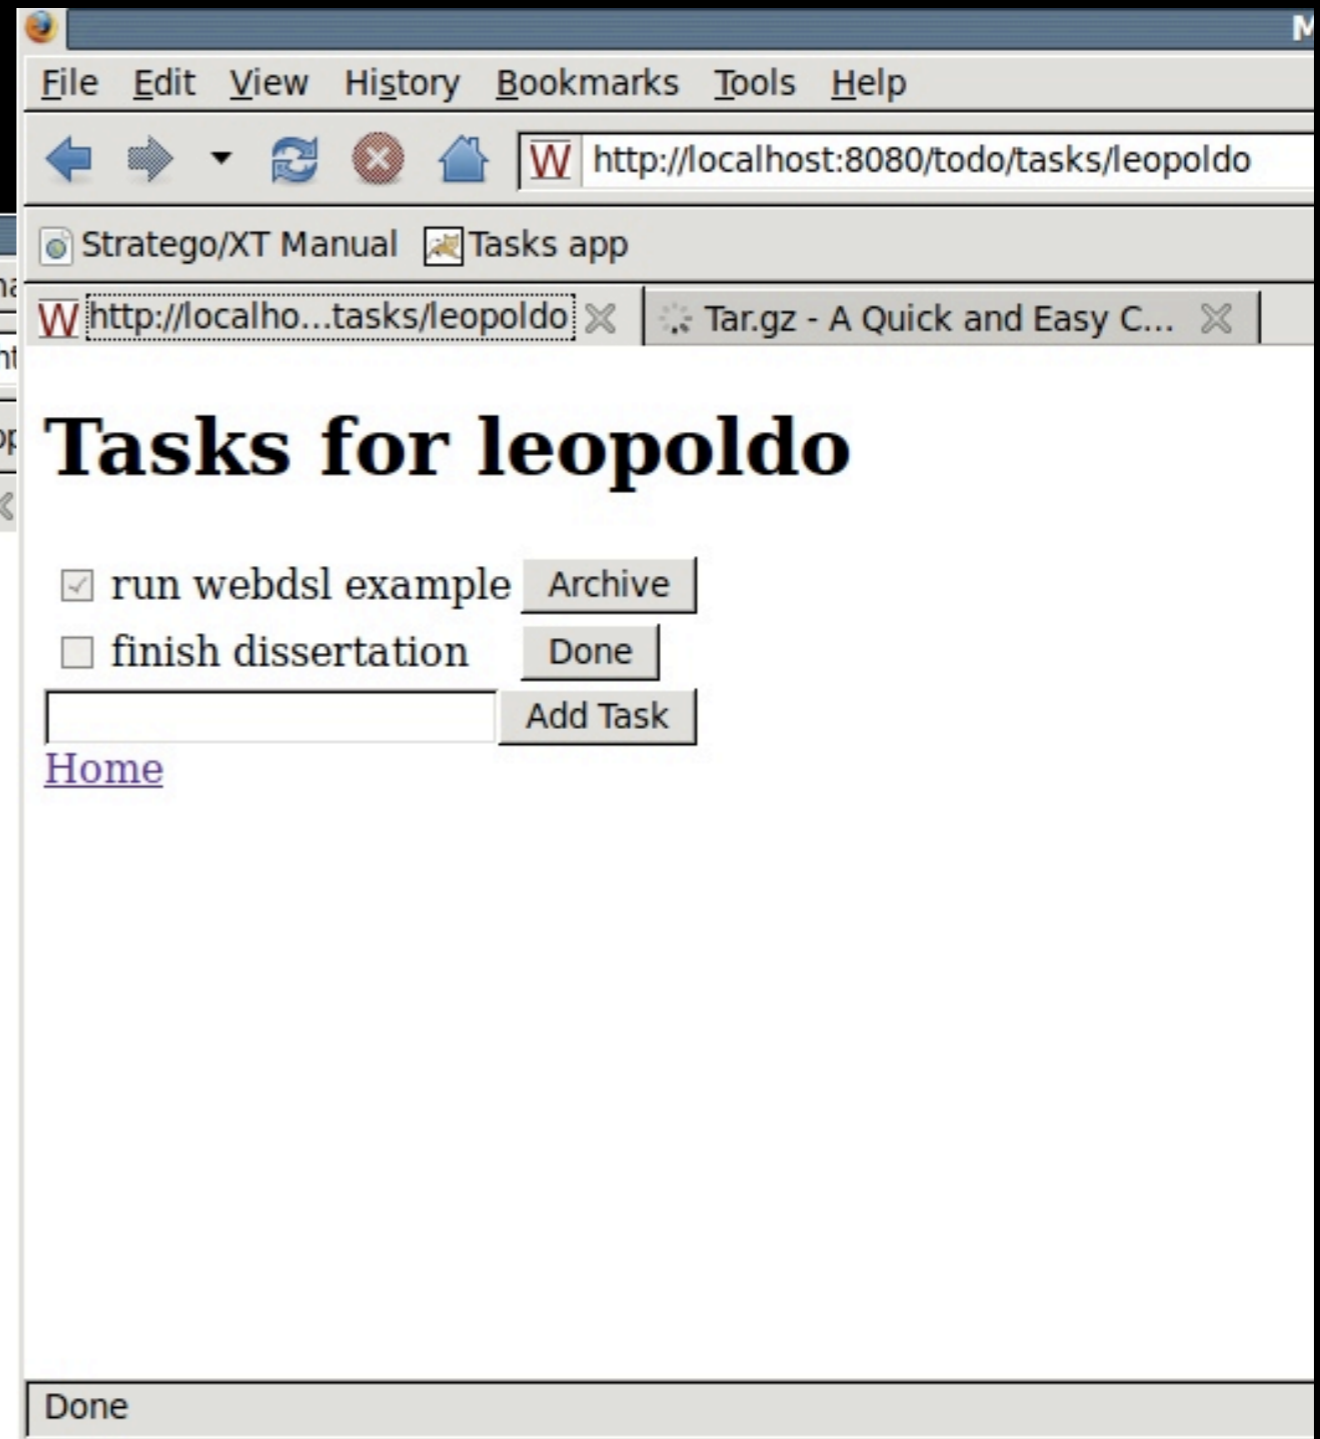 M
File Edit View History Bookmarks Tools Help
http://localhost:8080/todo/tasks/leopoldo
Stratego/XT Manual Tasks app
http://localho...tasks/leopoldo Tar.gz - A Quick and Easy C...
Tasks for leopoldo
run webdsl example Archive
finish dissertation Done
Add Task
Home
Done